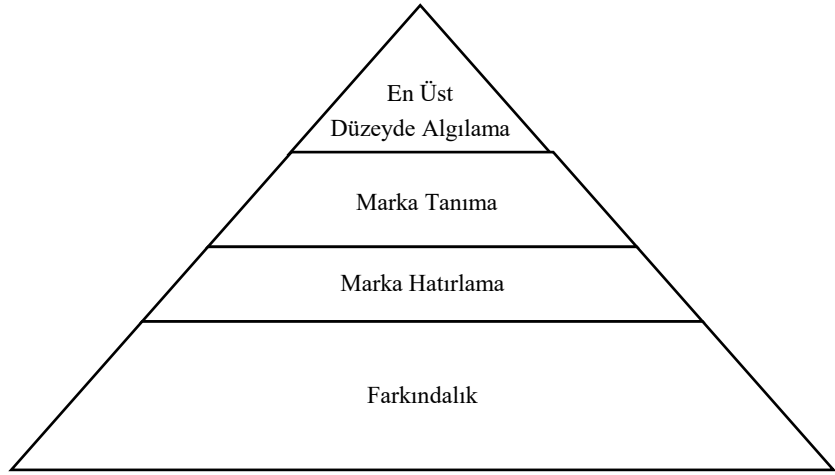 En Üst
Düzeyde Algılama
Marka Tanıma
Marka Hatırlama
Farkındalık